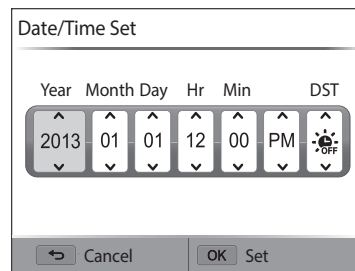 Date/Time Set
Year Month Day Hr Min DST
2013 01 01 12 00 PM OFF
Cancel OK Set